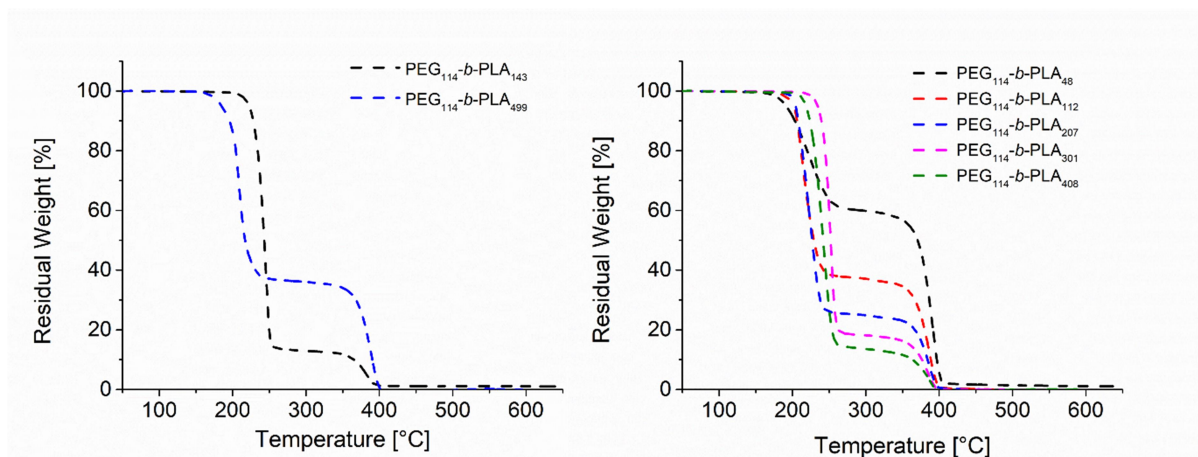 PEG₁₁₄-b-PLA₁₄₃
PEG₁₁₄-b-PLA₄₉₉
100
80
60
40
20
0
Residual Weight [%]
100 200 300 400 500 600
Temperature [°C]
PEG₁₁₄-b-PLA₄₈
PEG₁₁₄-b-PLA₁₁₂
PEG₁₁₄-b-PLA₂₀₇
PEG₁₁₄-b-PLA₃₀₁
PEG₁₁₄-b-PLA₄₀₈
100
80
60
40
20
0
Residual Weight [%]
100 200 300 400 500 600
Temperature [°C]